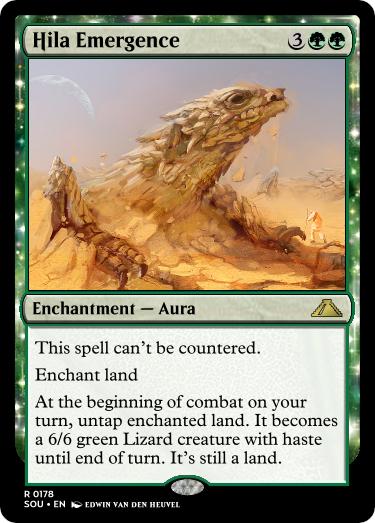 Hila Emergence 3
Enchantment — Aura
This spell can't be countered.
Enchant land
At the beginning of combat on your
turn, untap enchanted land. It becomes
a 6/6 green Lizard creature with haste
until end of turn. It's still a land.
R 0178
SOU • EN EDWIN VAN DEN HEUVEL